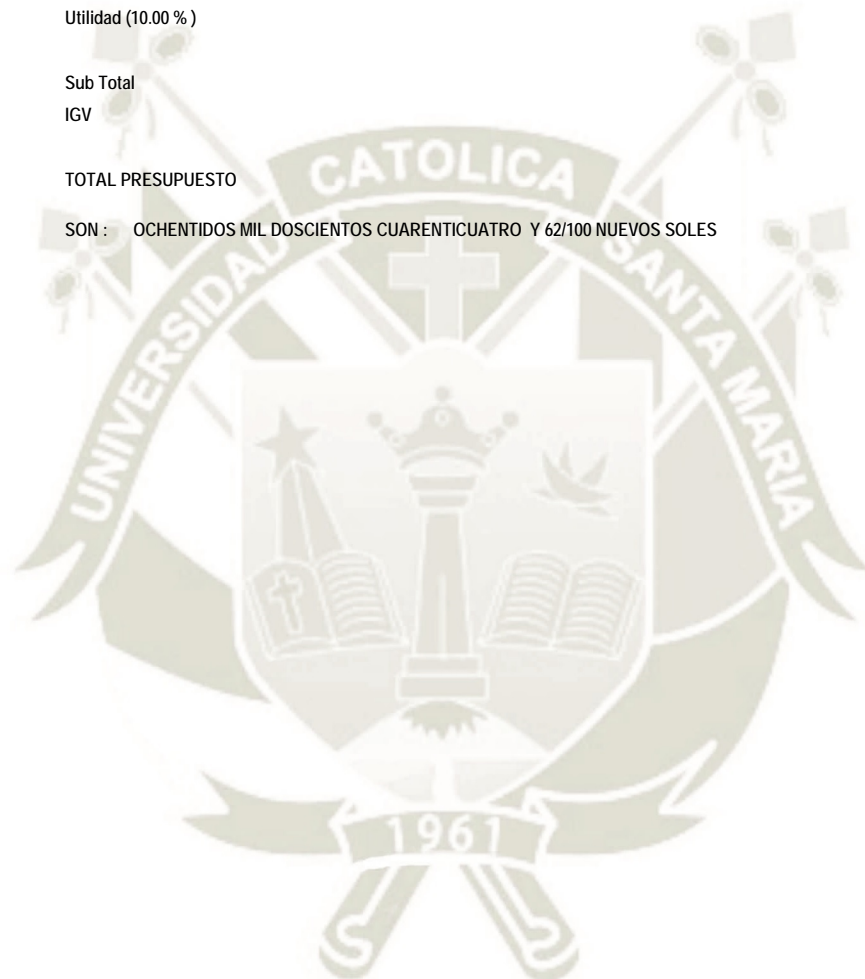 Utilidad (10.00 % )
Sub Total
IGV
TOTAL PRESUPUESTO
SON : OCHENTIDOS MIL DOSCIENTOS CUARENTICUATRO Y 62/100 NUEVOS SOLES
UNIVERSIDAD CATOLICA SANTA MARIA
1961